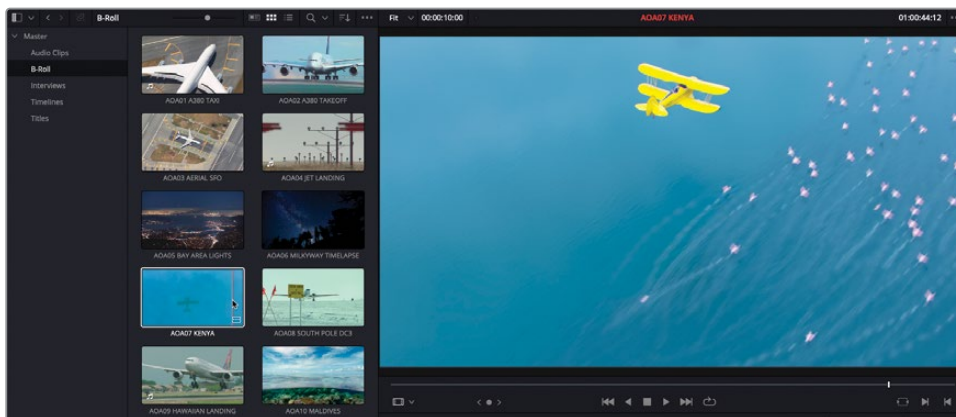 B-Roll
Fit
00:00:10:00
AOA07 KENYA
01:00:44:12
Master
Audio Clips
B-Roll
Interviews
Timelines
Titles
AOA01 A380 TAXI
AOA02 A380 TAKEOFF
AOA03 AERIAL SFO
AOA04 JET LANDING
AOA05 BAY AREA LIGHTS
AOA06 MILKYWAY TIMELAPSE
AOA07 KENYA
AOA08 SOUTH POLE DC3
AOA09 HAWAIIAN LANDING
AOA10 MALDIVES